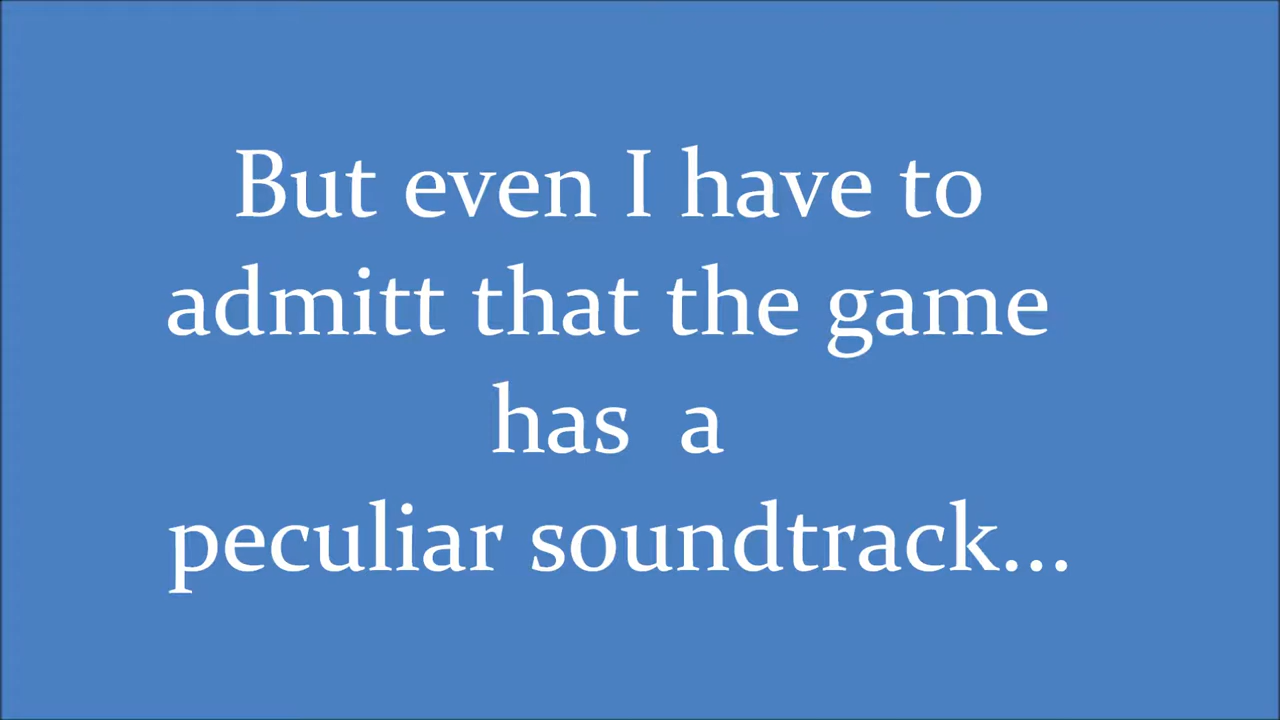 But even I have to
admitt that the game
has  a
peculiar soundtrack...